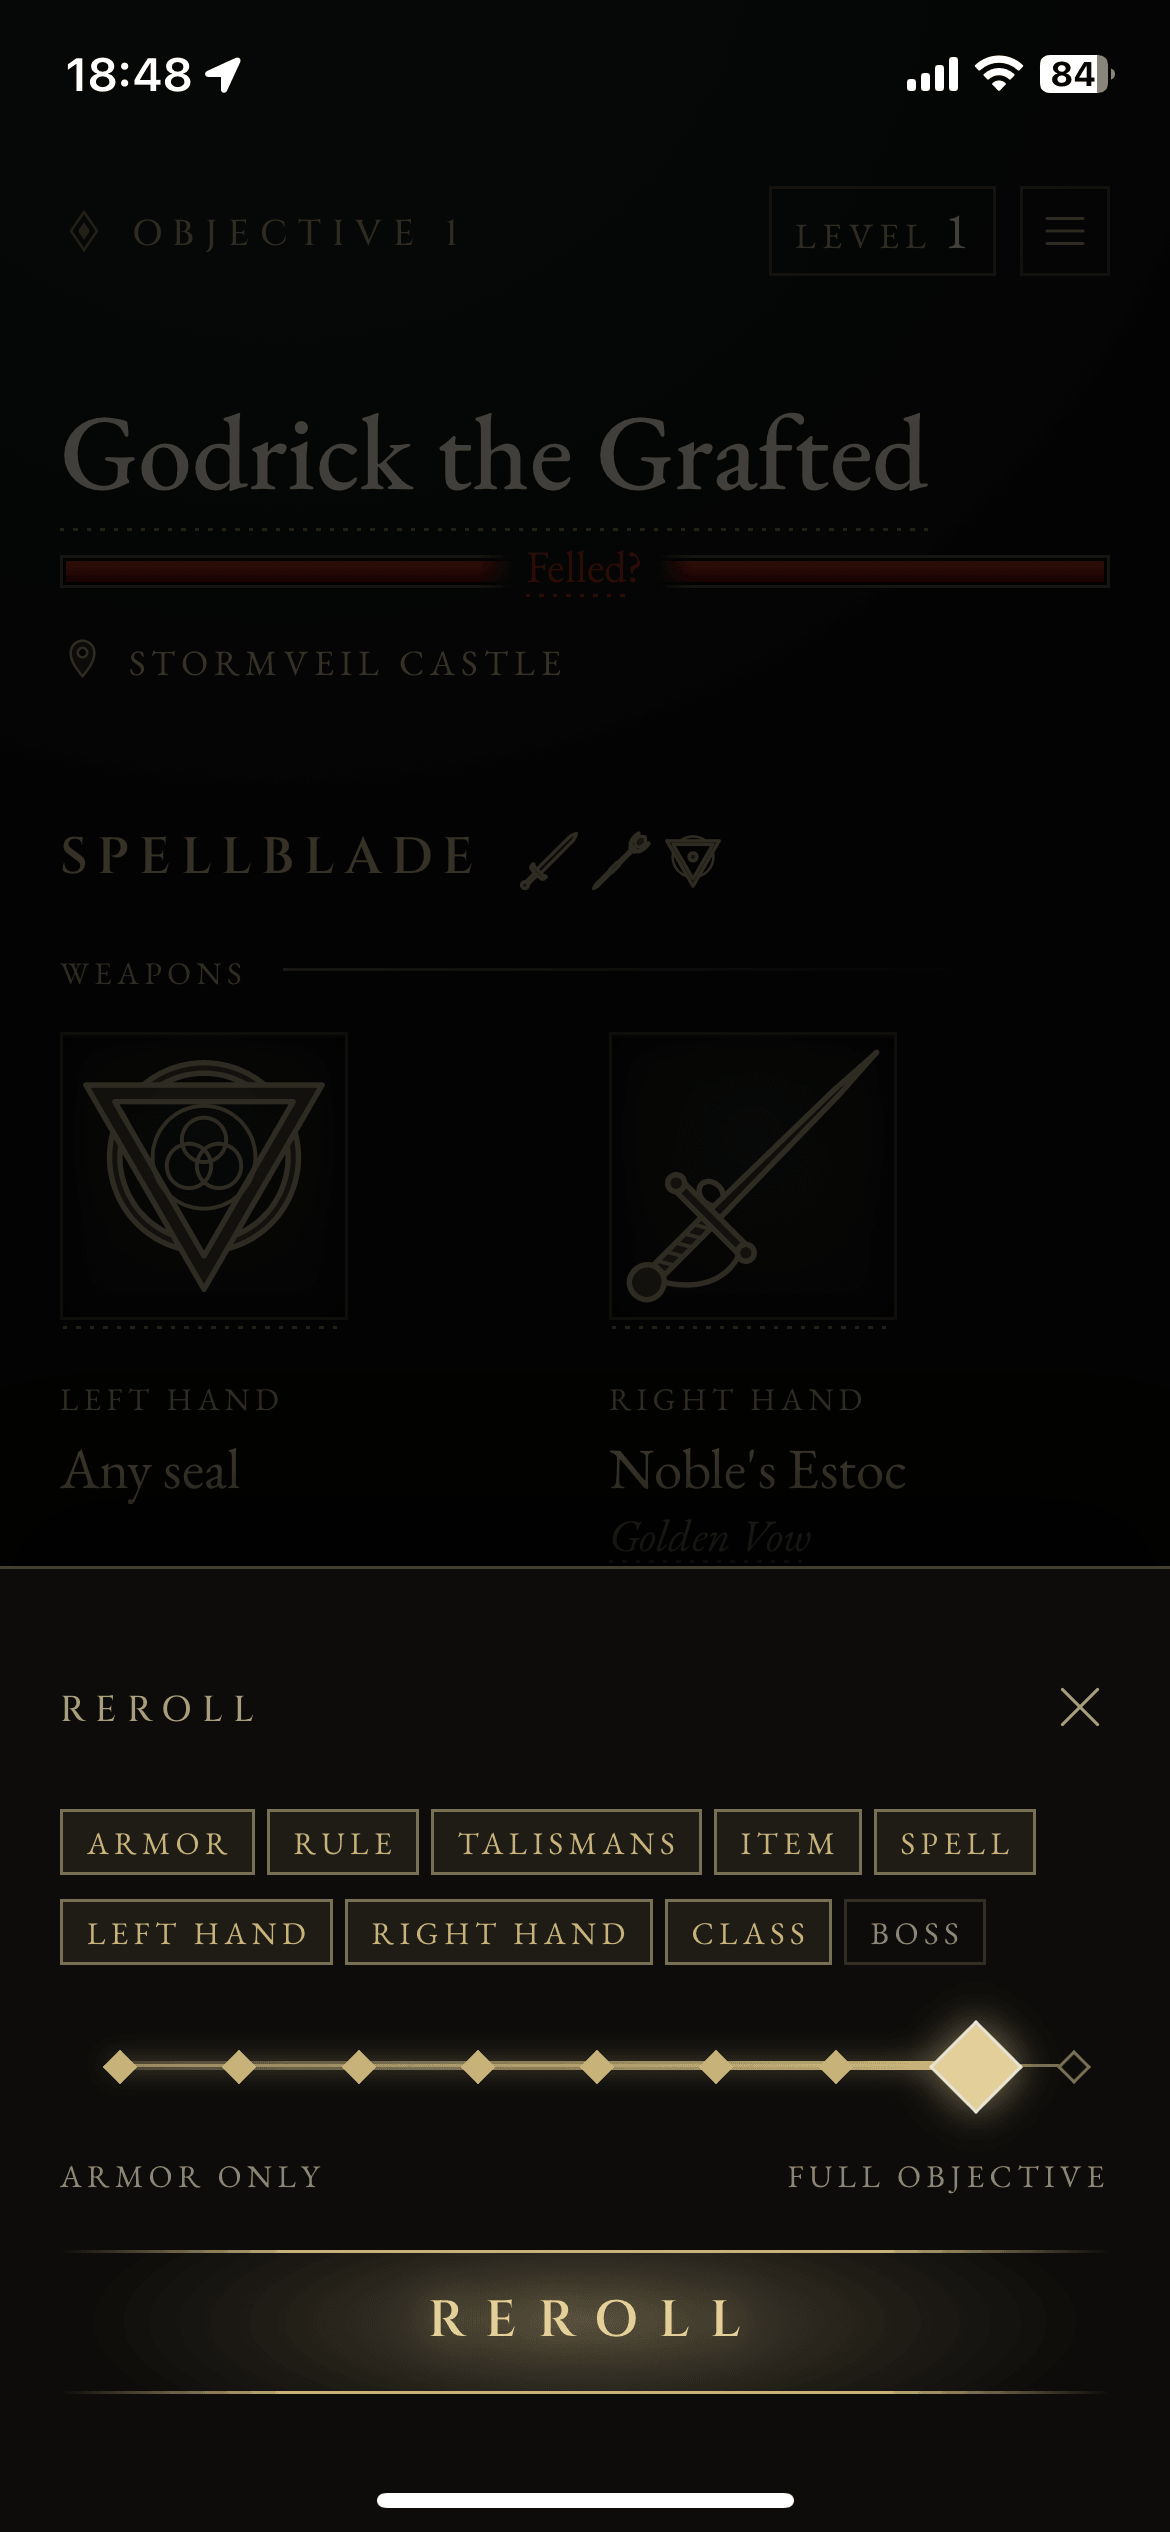 18:48
84
OBJECTIVE 1
LEVEL 1
Godrick the Grafted
Felled?
STORMVEIL CASTLE
SPELLBLADE
WEAPONS
LEFT HAND
Any seal
RIGHT HAND
Noble's Estoc
Golden Vow
REROLL
ARMOR RULE TALISMANS ITEM SPELL
LEFT HAND RIGHT HAND CLASS BOSS
ARMOR ONLY
FULL OBJECTIVE
REROLL